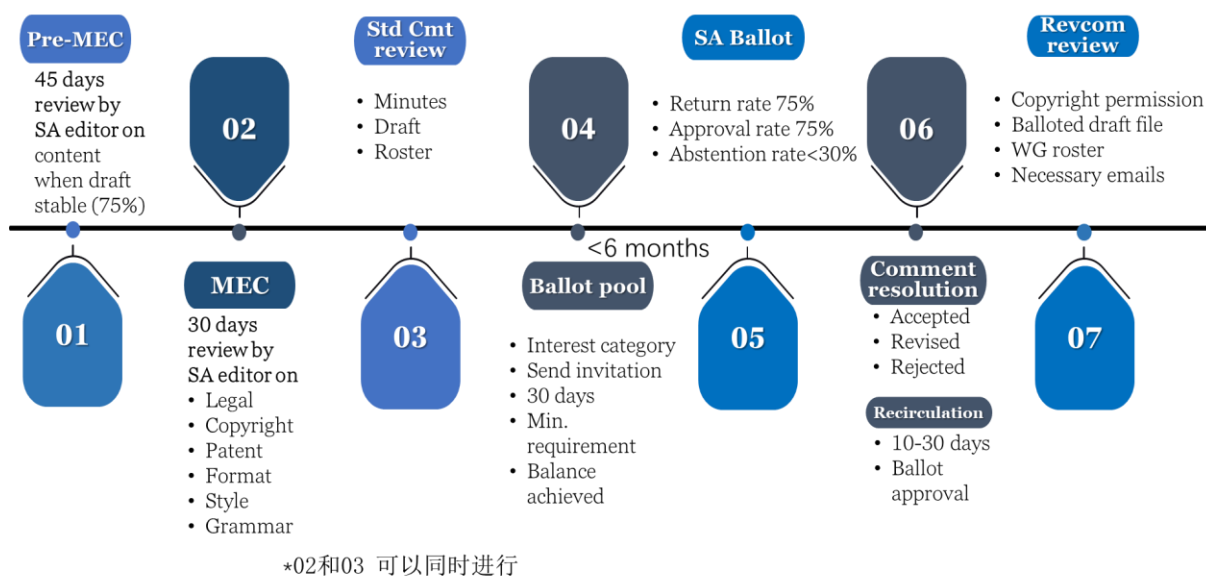 Pre-MEC
45 days
review by
SA editor on
content
when draft
stable (75%)
01
02
MEC
30 days
review by
SA editor on
• Legal
• Copyright
• Patent
• Format
• Style
• Grammar
Std Cmt
review
• Minutes
• Draft
• Roster
03
04
<6 months
Ballot pool
• Interest category
• Send invitation
• 30 days
• Min.
requirement
• Balance
achieved
SA Ballot
• Return rate 75%
• Approval rate 75%
• Abstention rate<30%
05
06
Comment
resolution
• Accepted
• Revised
• Rejected
Recirculation
• 10-30 days
• Ballot
approval
Revcom
review
• Copyright permission
• Balloted draft file
• WG roster
• Necessary emails
07
*02和03 可以同时进行